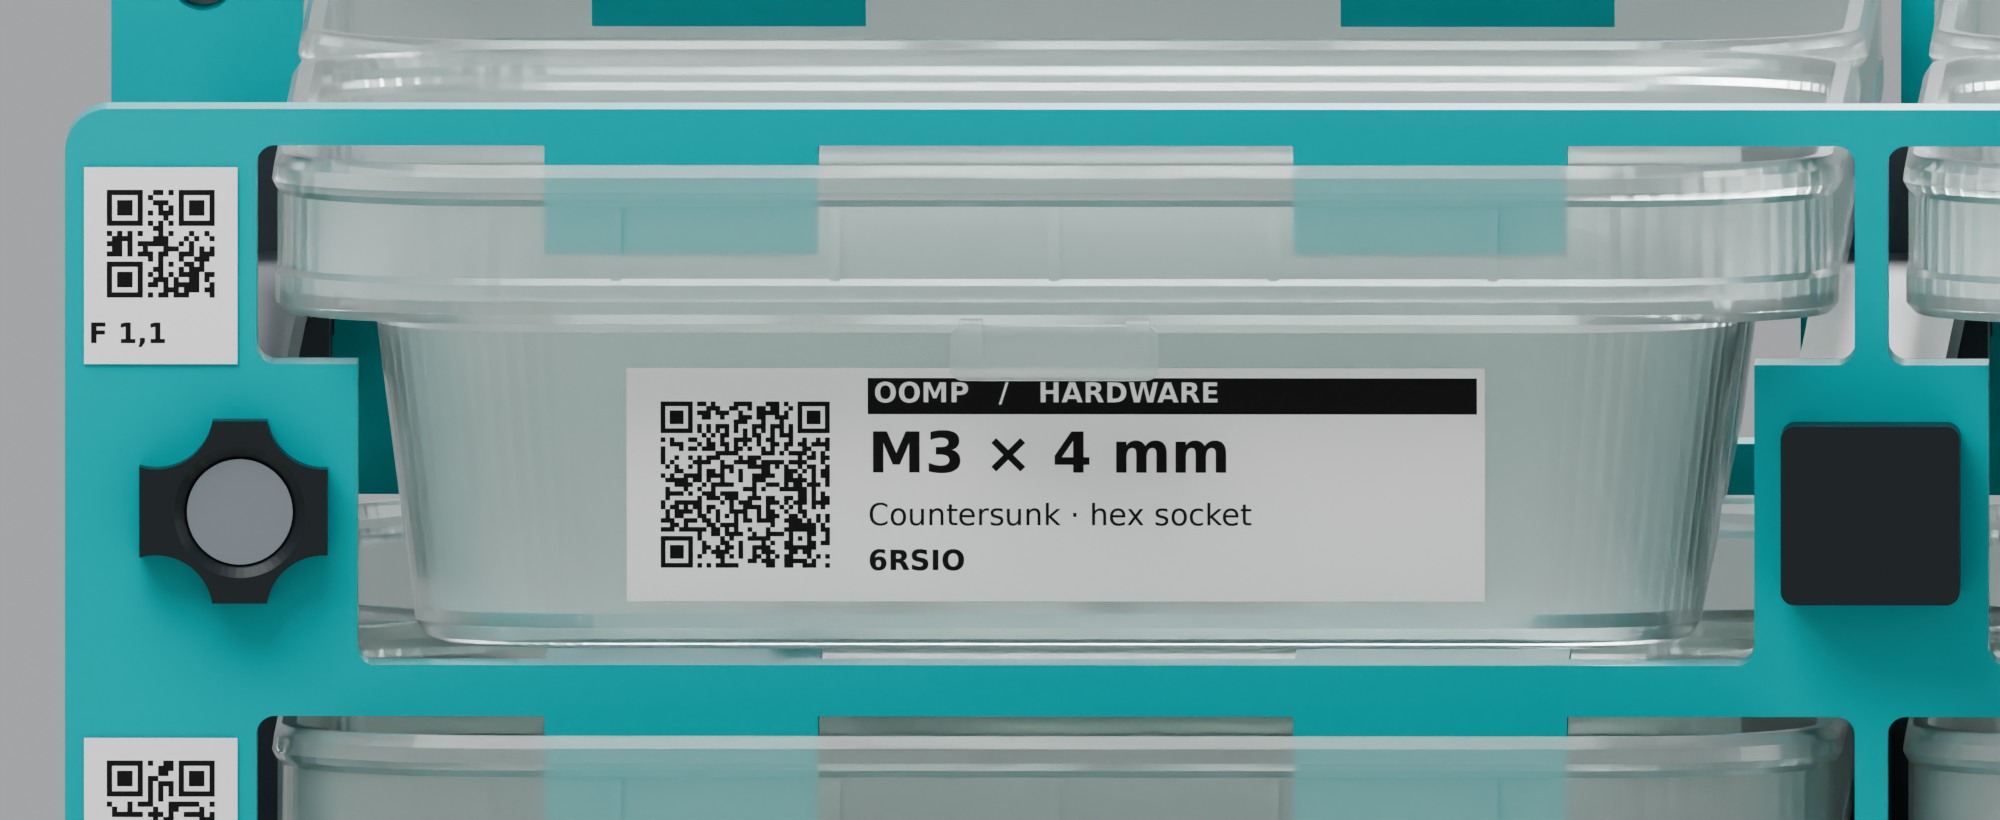 F 1,1
OOMP / HARDWARE
M3 × 4 mm
Countersunk · hex socket
6RSIO